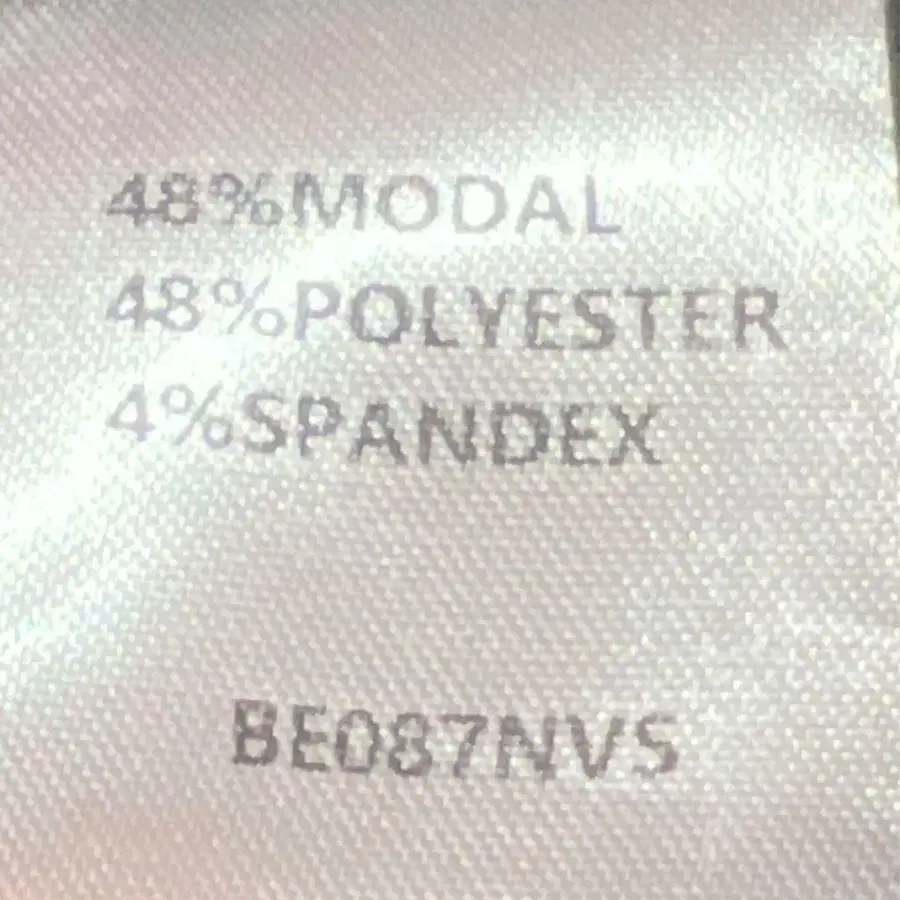 48%MODAL
48%POLYESTER
4%SPANDEX
BE087NVS